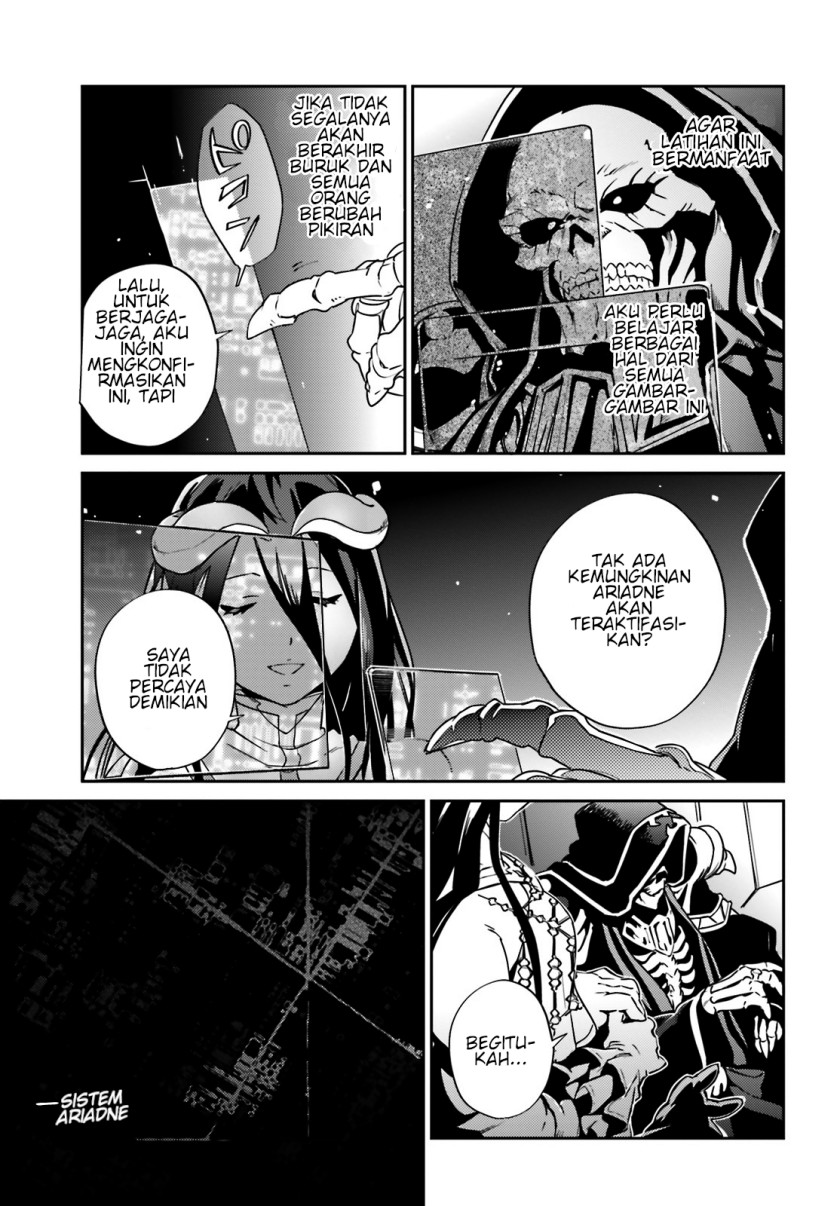 AGAR
LATIHAN INI
BERMANFAAT
AKU PERLU
BELAJAR
BERBAGAI
HAL DARI
SEMUA
GAMBAR-
GAMBAR INI
JIKA TIDAK
SEGALANYA
AKAN
BERAKHIR
BURUK DAN
SEMUA
ORANG
BERUBAH
PIKIRAN
LALU,
UNTUK
BERJAGA-
JAGA, AKU
INGIN
MENGKONFI-
RMASIKAN
INI, TAPI
TAK ADA
KEMUNGKINAN
ARIADNE
AKAN
TERAKTIFASI-
KAN?
SAYA
TIDAK
PERCAYA
DEMIKIAN
BEGITU-
KAH...
—SISTEM
ARIADNE